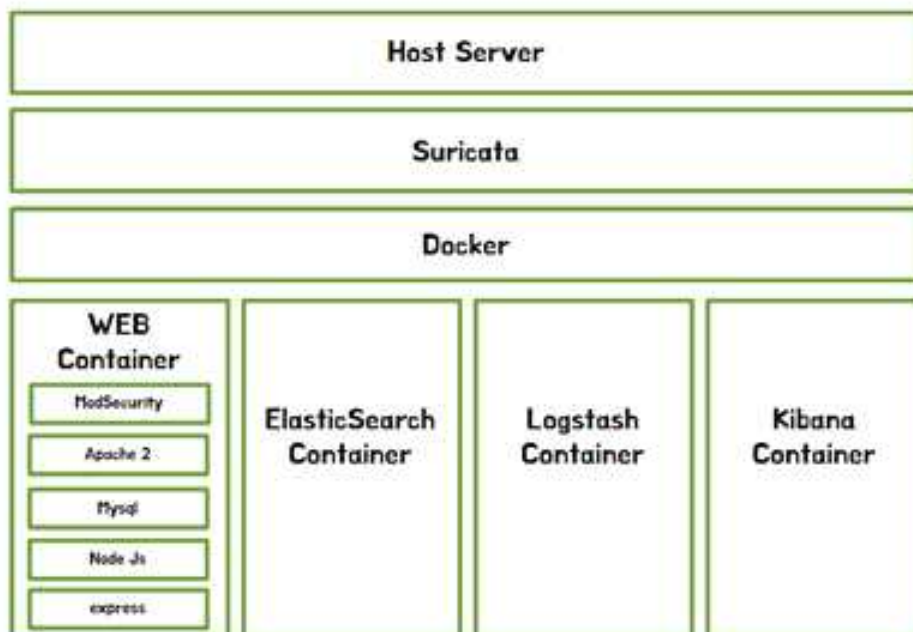 Host Server
Suricata
Docker
WEB
Container
ModSecurity
Apache 2
Mysql
Node Js
express
ElasticSearch
Container
Logstash
Container
Kibana
Container